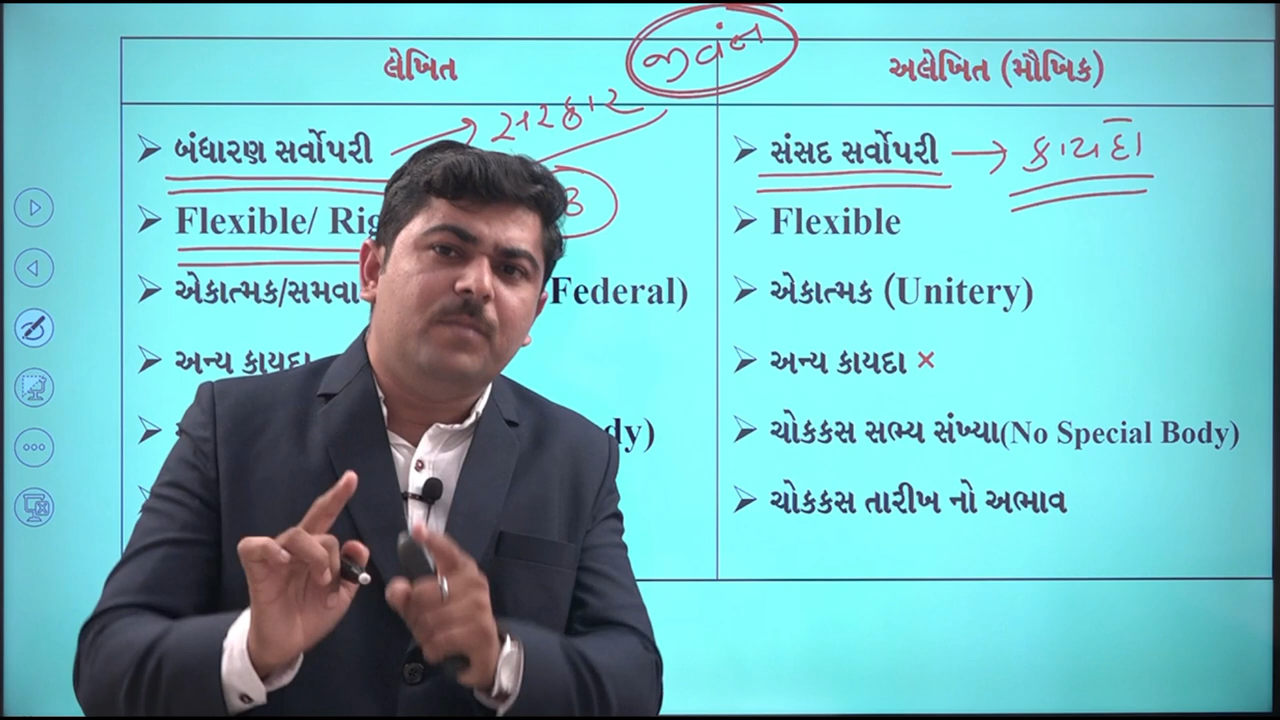 જીવંત
લેખિત
અલેખિત (મૌખિક)
બંધારણ સર્વોપરી
સરકાર
Flexible/
એકાત્મક/સમવા
Federal)
અન્ય કાયદા
dy)
સંસદ સર્વોપરી
કાયદો
Flexible
એકાત્મક (Unitery)
અન્ય કાયદા ×
ચોકકસ સભ્ય સંખ્યા(No Special Body)
ચોકકસ તારીખ નો અભાવ